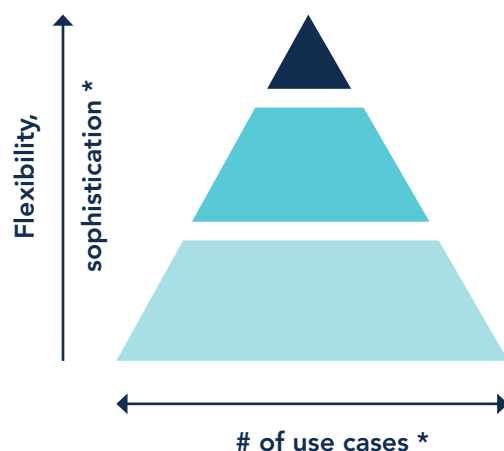 Flexibility,
sophistication *
# of use cases *